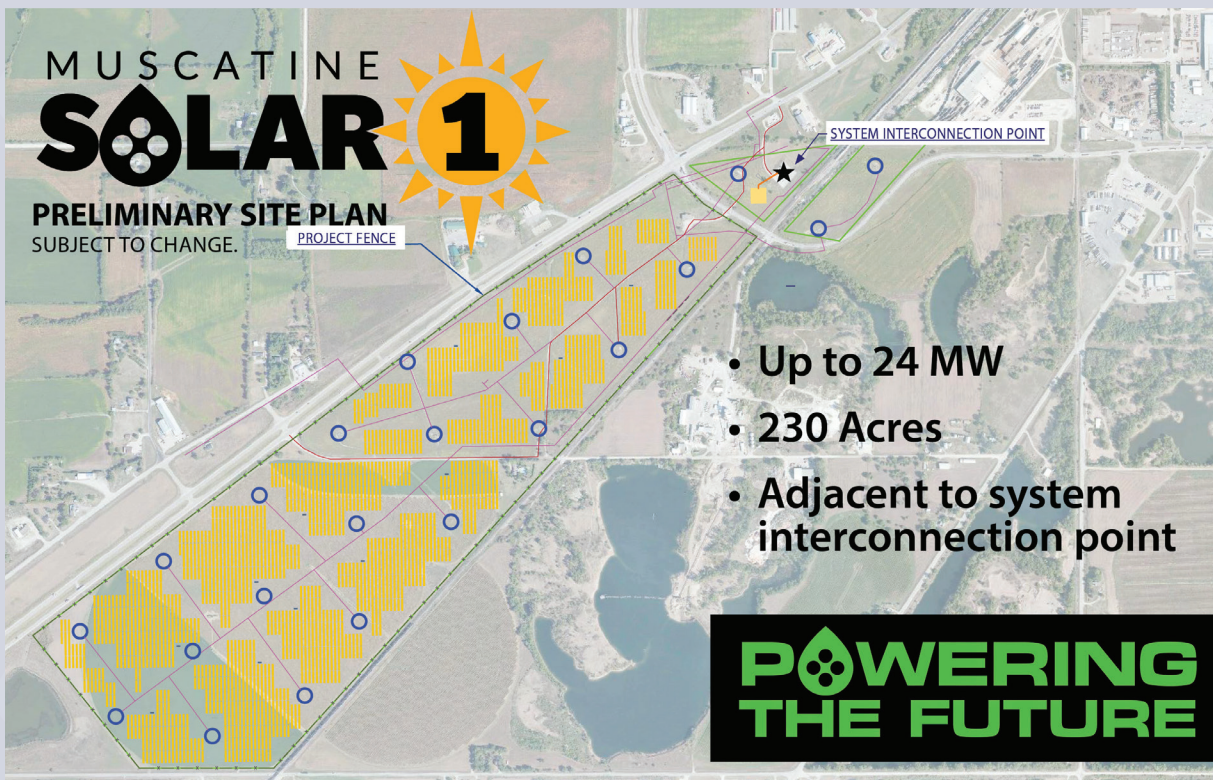 MUSCATINE
SOLAR 1
PRELIMINARY SITE PLAN
SUBJECT TO CHANGE.
PROJECT FENCE
SYSTEM INTERCONNECTION POINT
• Up to 24 MW
• 230 Acres
• Adjacent to system
interconnection point
POWERING
THE FUTURE